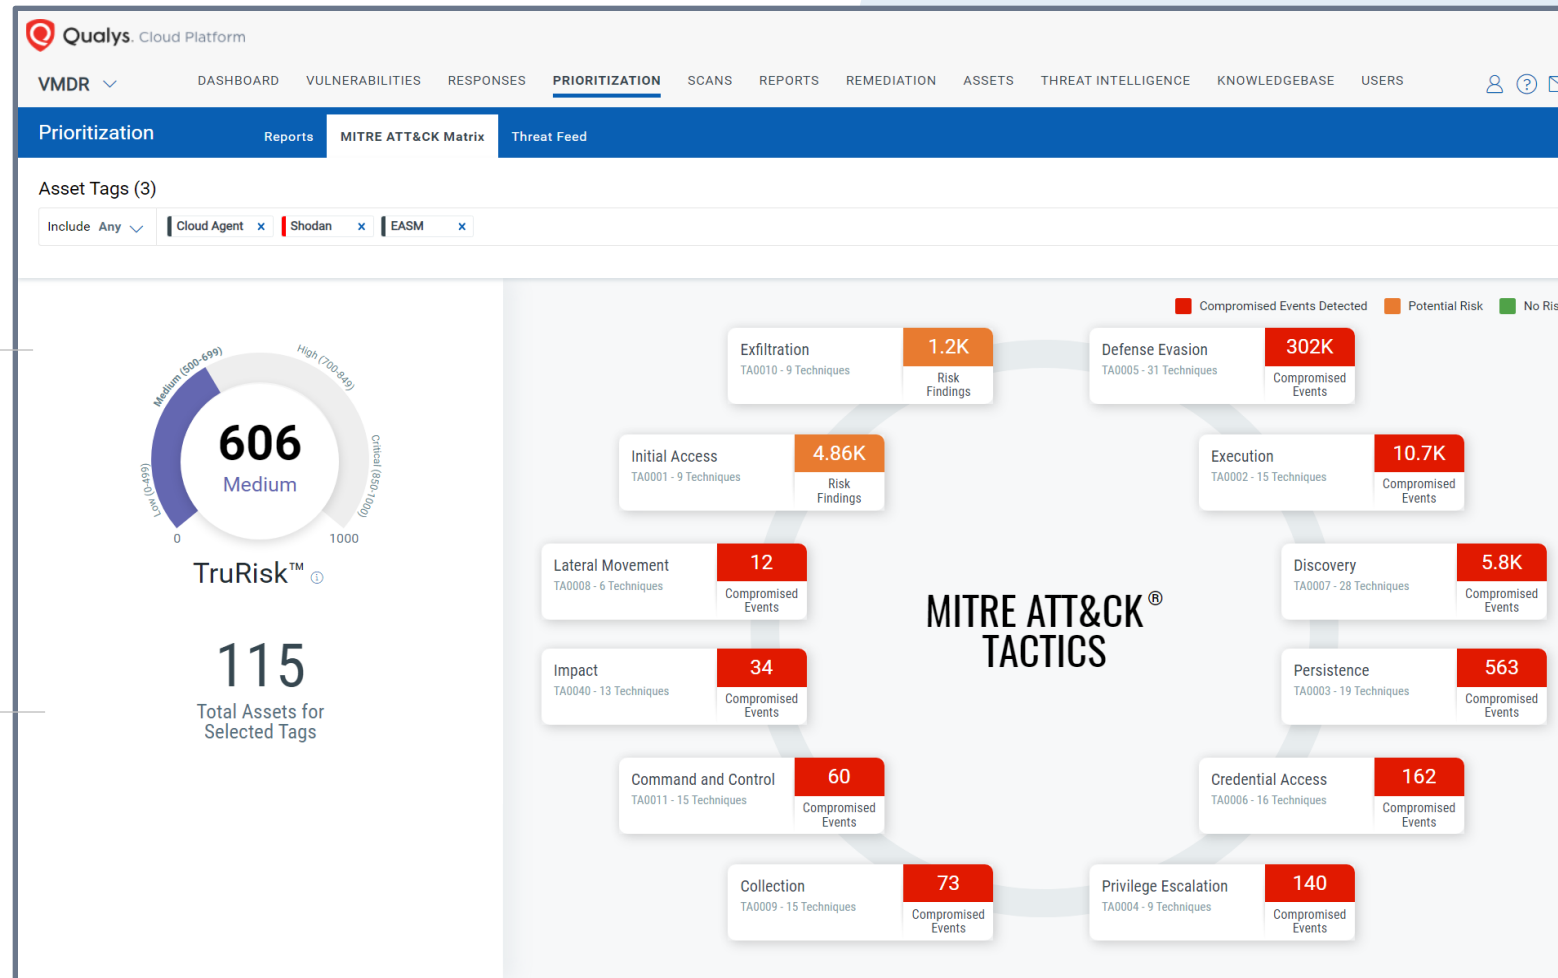 Qualys. Cloud Platform
VMDR DASHBOARD VULNERABILITIES RESPONSES PRIORITIZATION SCANS REPORTS REMEDIATION ASSETS THREAT INTELLIGENCE KNOWLEDGEBASE USERS
Prioritization Reports MITRE ATT&CK Matrix Threat Feed
Asset Tags (3)
Include Any Cloud Agent × Shodan × EASM ×
Compromised Events Detected Potential Risk No
Low (0-499)
Medium (500-699)
High (700-849)
Critical (850-1000)
606
Medium
0 1000
TruRisk™
115
Total Assets for
Selected Tags
Exfiltration
TA0010 - 9 Techniques
1.2K
Risk
Findings
Defense Evasion
TA0005 - 31 Techniques
302K
Compromised
Events
Initial Access
TA0001 - 9 Techniques
4.86K
Risk
Findings
Execution
TA0002 - 15 Techniques
10.7K
Compromised
Events
Lateral Movement
TA0008 - 6 Techniques
12
Compromised
Events
Discovery
TA0007 - 28 Techniques
5.8K
Compromised
Events
MITRE ATT&CK®
TACTICS
Impact
TA0040 - 13 Techniques
34
Compromised
Events
Persistence
TA0003 - 19 Techniques
563
Compromised
Events
Command and Control
TA0011 - 15 Techniques
60
Compromised
Events
Credential Access
TA0006 - 16 Techniques
162
Compromised
Events
Collection
TA0009 - 15 Techniques
73
Compromised
Events
Privilege Escalation
TA0004 - 9 Techniques
140
Compromised
Events